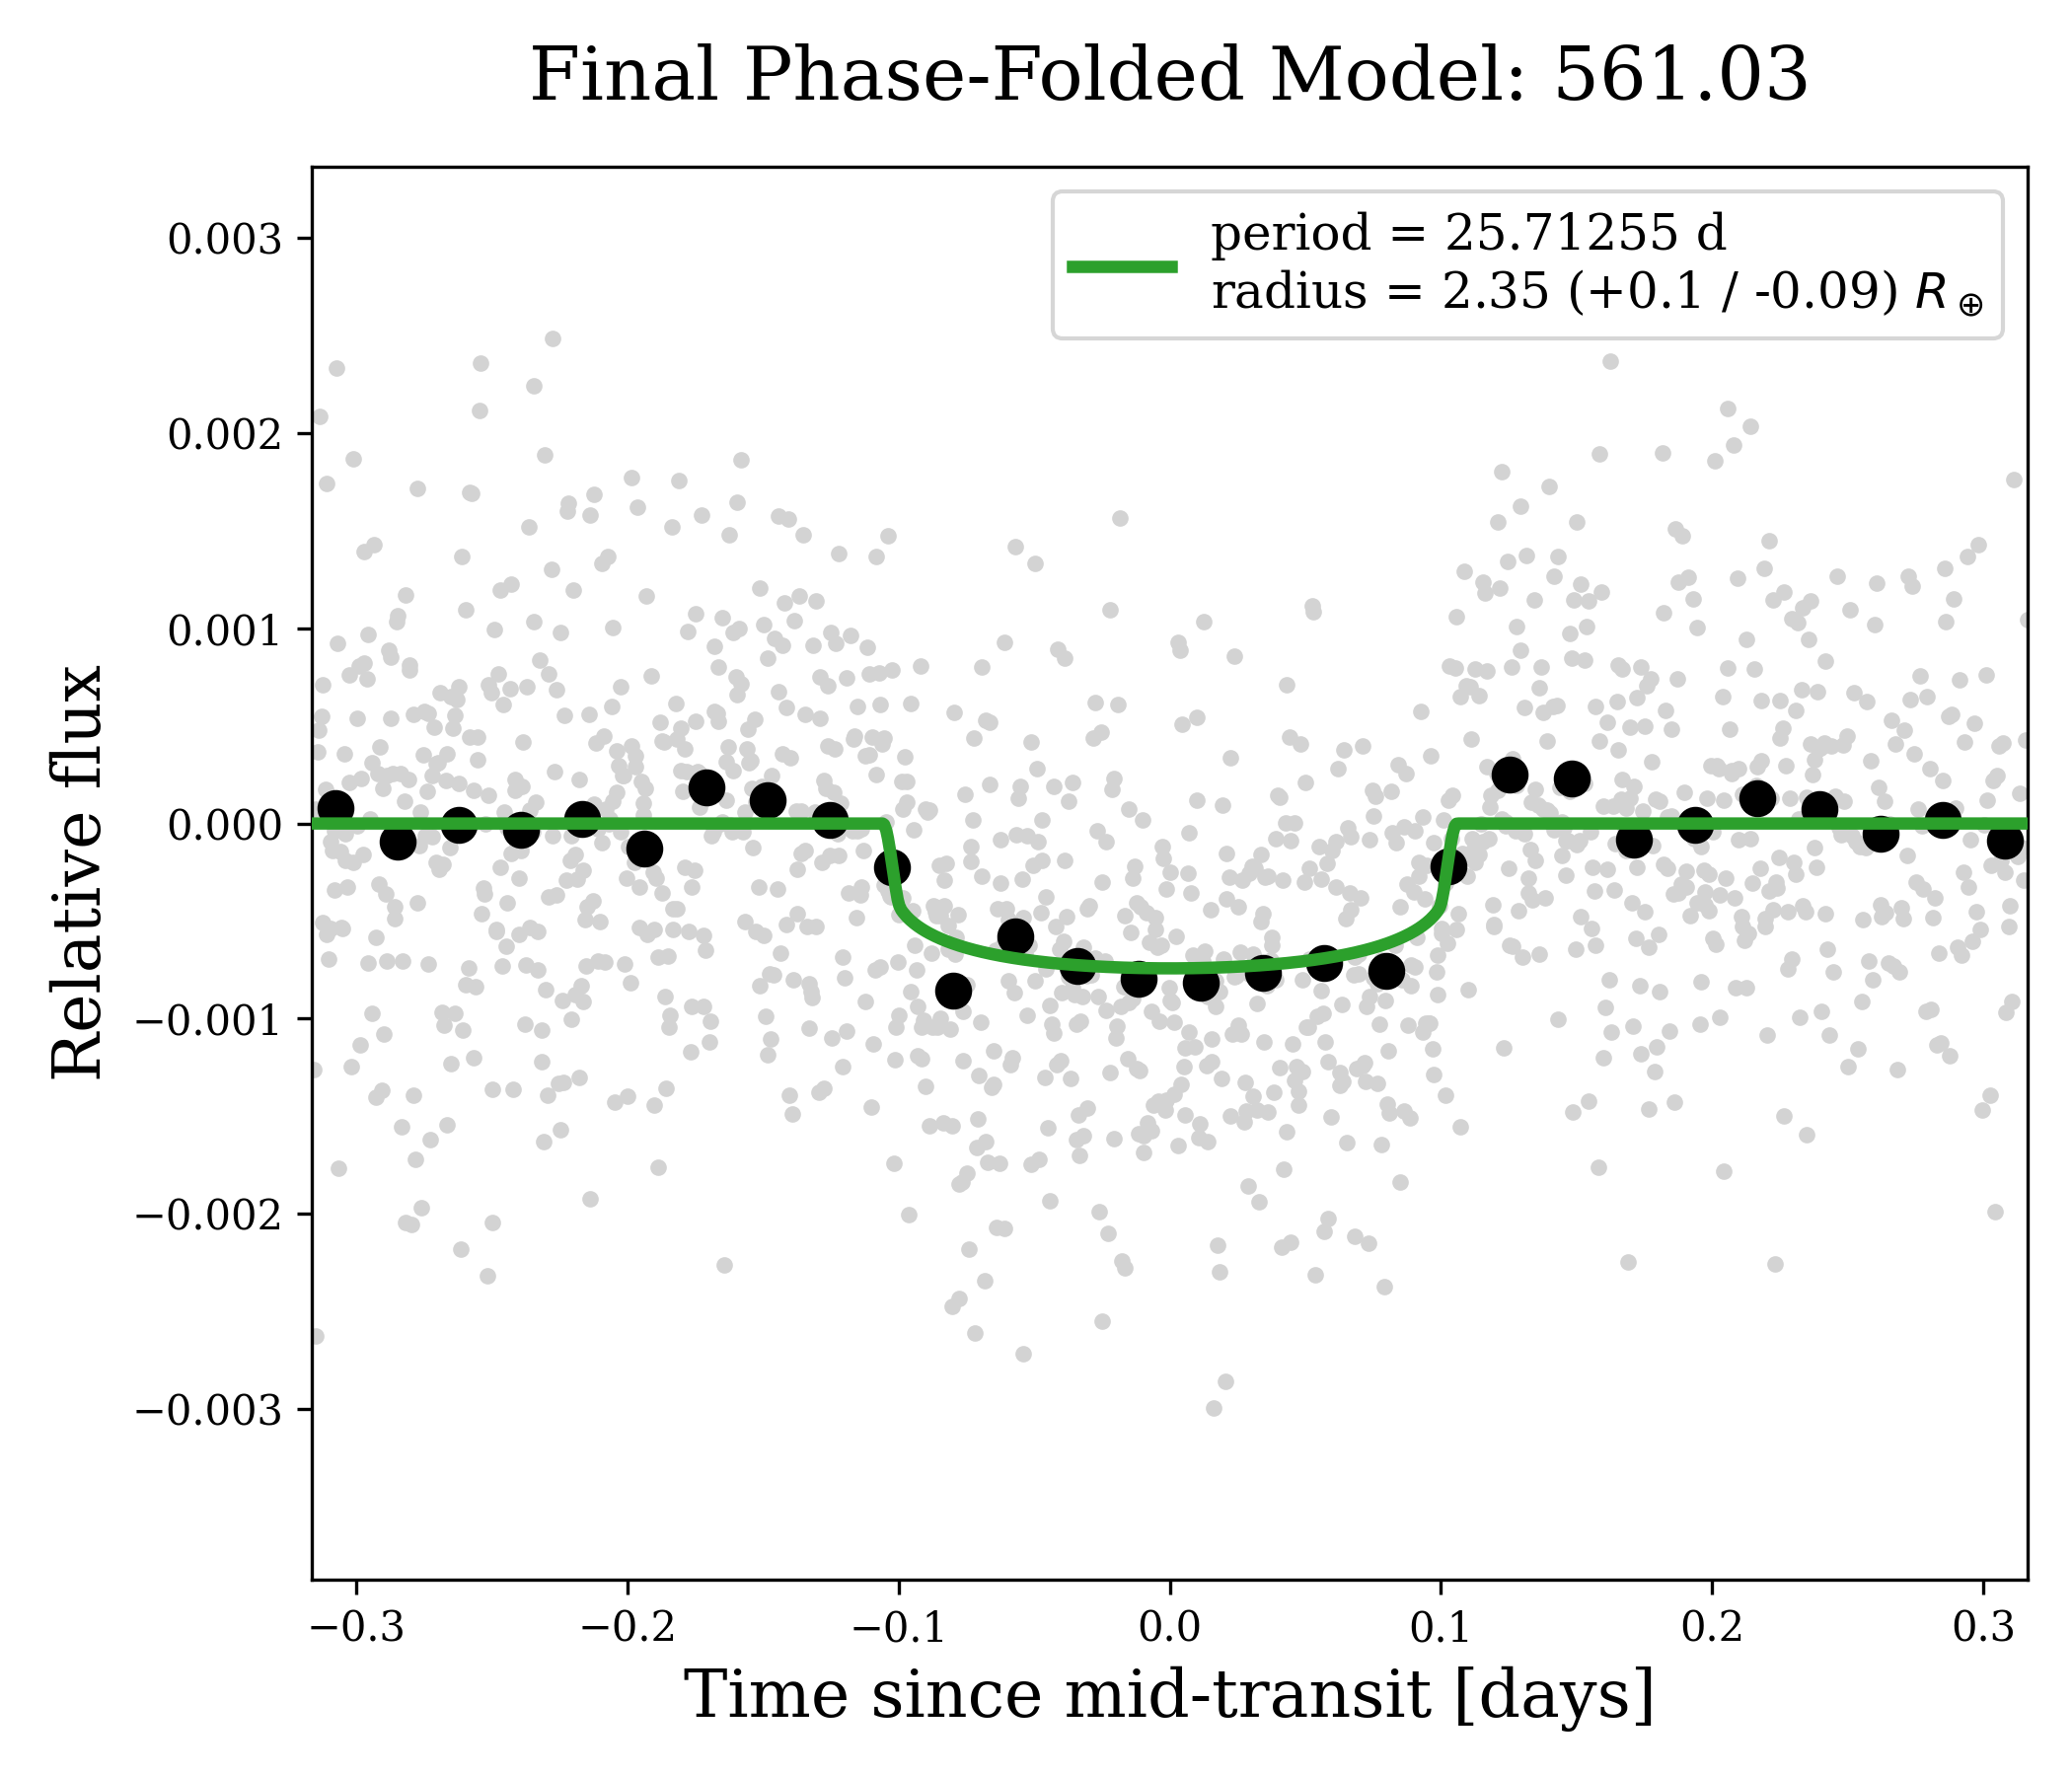 Final Phase-Folded Model: 561.03
period = 25.71255 d
radius = 2.35 (+0.1 / -0.09) R⊕
0.003
0.002
0.001
0.000
−0.001
−0.002
−0.003
Relative flux
−0.3 −0.2 −0.1 0.0 0.1 0.2 0.3
Time since mid-transit [days]